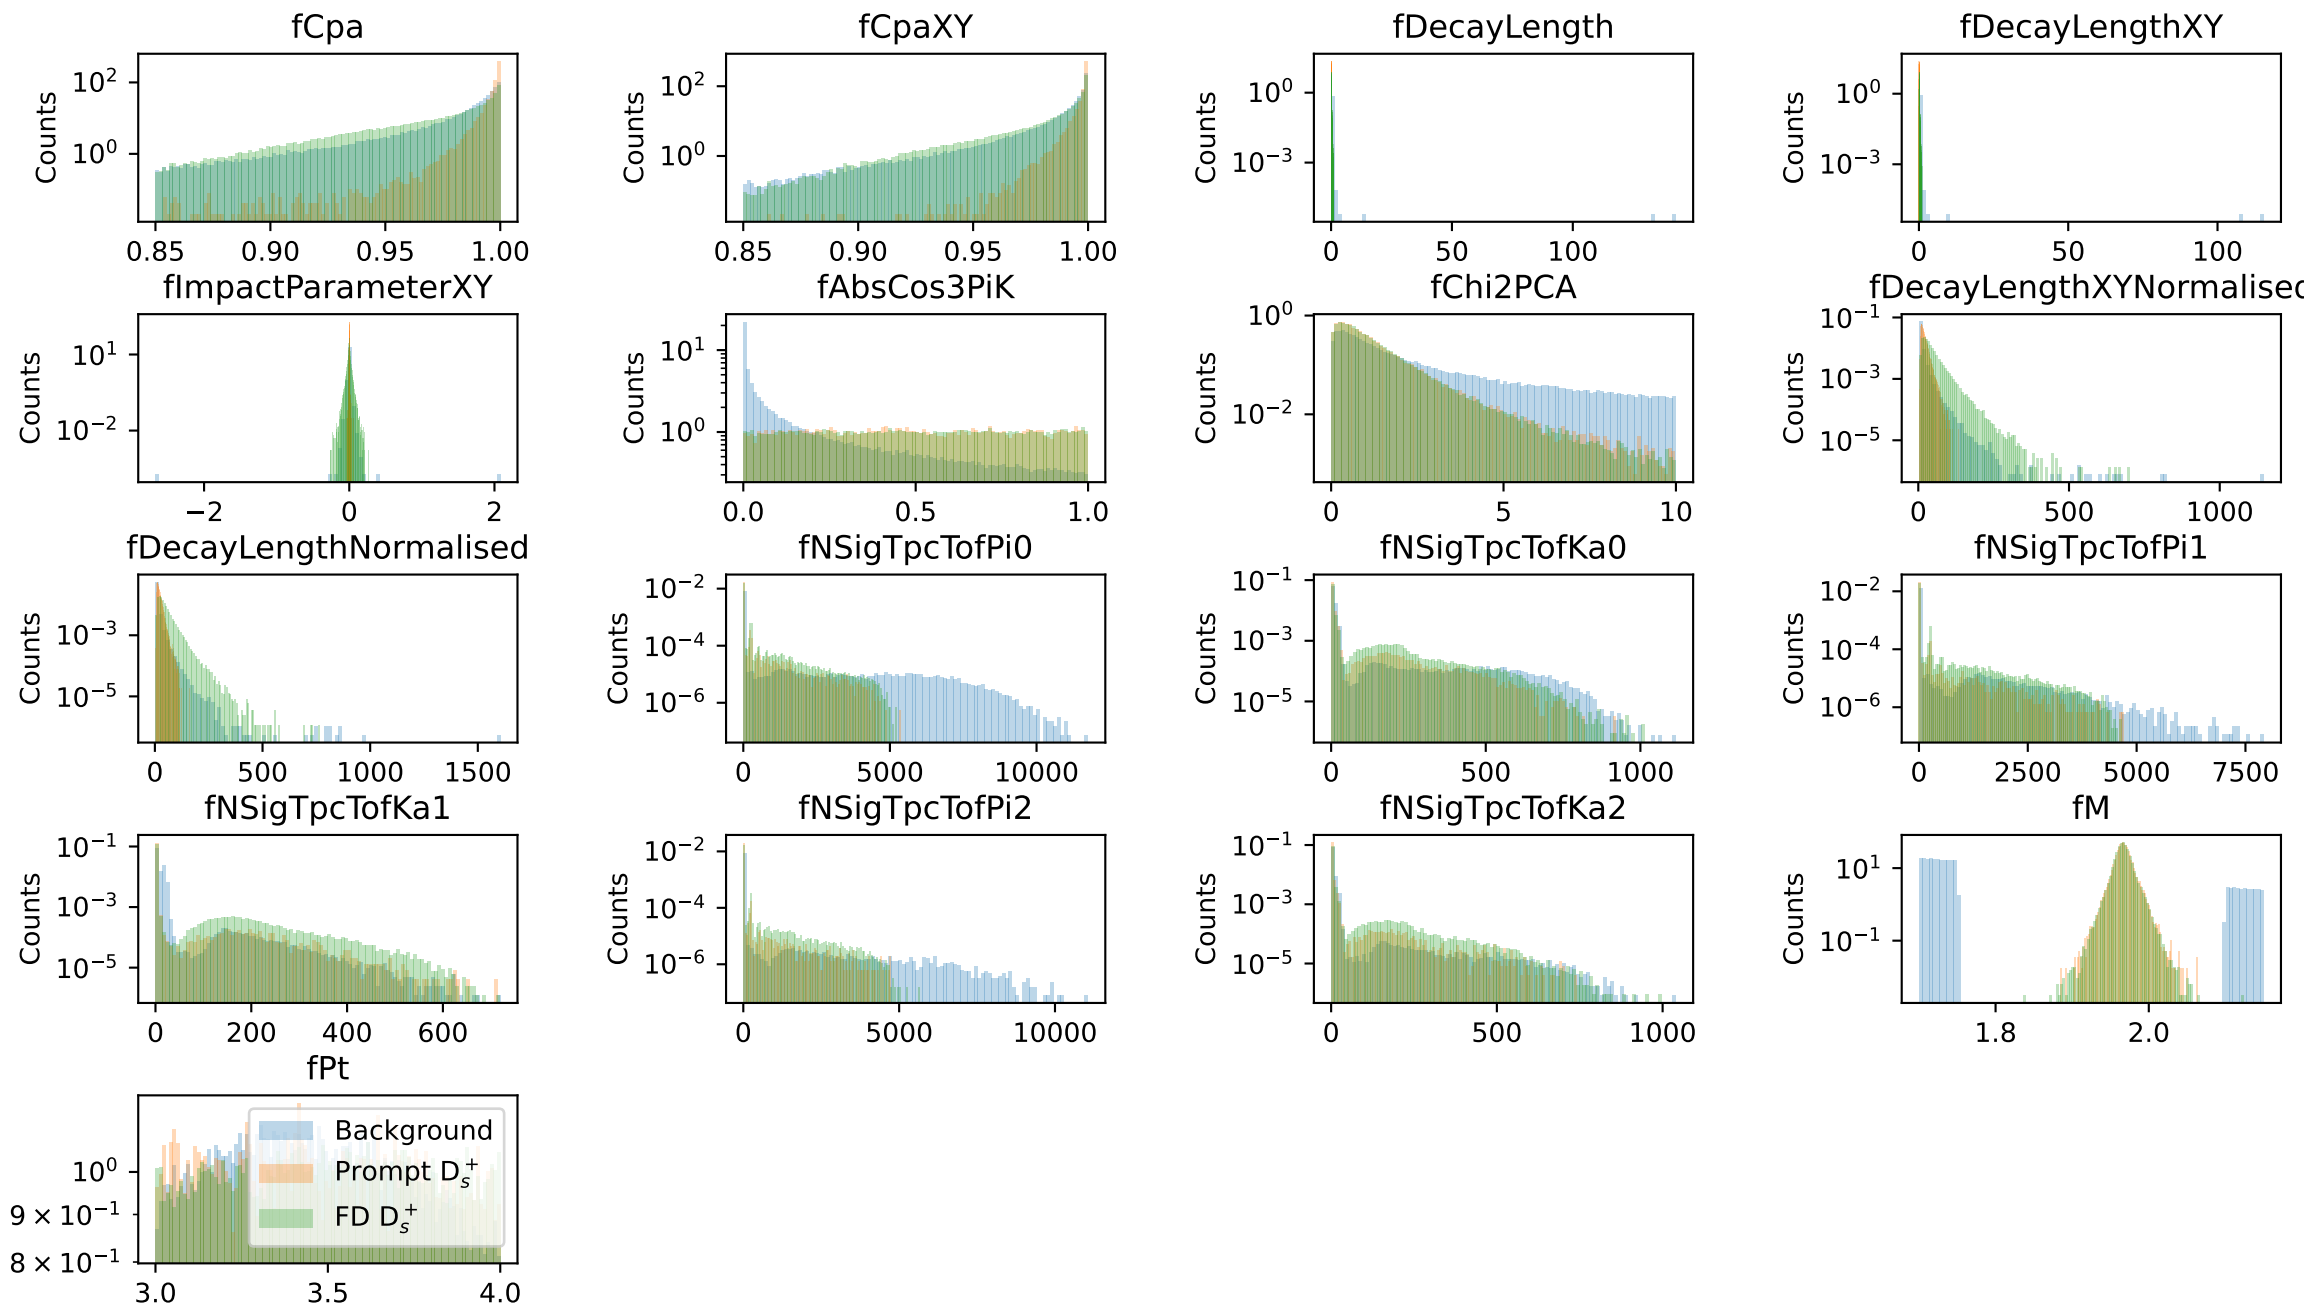 fCpa
Counts
10^2
10^0
0.85 0.90 0.95 1.00
fCpaXY
Counts
10^2
10^0
0.85 0.90 0.95 1.00
fDecayLength
Counts
10^0
10^−3
0 50 100
fDecayLengthXY
Counts
10^0
10^−3
0 50 100
fImpactParameterXY
Counts
10^1
10^−2
−2 0 2
fAbsCos3PiK
Counts
10^1
10^0
0.0 0.5 1.0
fChi2PCA
Counts
10^0
10^−2
0 5 10
fDecayLengthXYNormalised
Counts
10^−1
10^−3
10^−5
0 500 1000
fDecayLengthNormalised
Counts
10^−3
10^−5
0 500 1000 1500
fNSigTpcTofPi0
Counts
10^−2
10^−4
10^−6
0 5000 10000
fNSigTpcTofKa0
Counts
10^−1
10^−3
10^−5
0 500 1000
fNSigTpcTofPi1
Counts
10^−2
10^−4
10^−6
0 2500 5000 7500
fNSigTpcTofKa1
Counts
10^−1
10^−3
10^−5
0 200 400 600
fNSigTpcTofPi2
Counts
10^−2
10^−4
10^−6
0 5000 10000
fNSigTpcTofKa2
Counts
10^−1
10^−3
10^−5
0 500 1000
fM
Counts
10^1
10^−1
1.8 2.0
fPt
10^0
9 × 10^−1
8 × 10^−1
3.0 3.5 4.0
Background
Prompt D_s^+
FD D_s^+